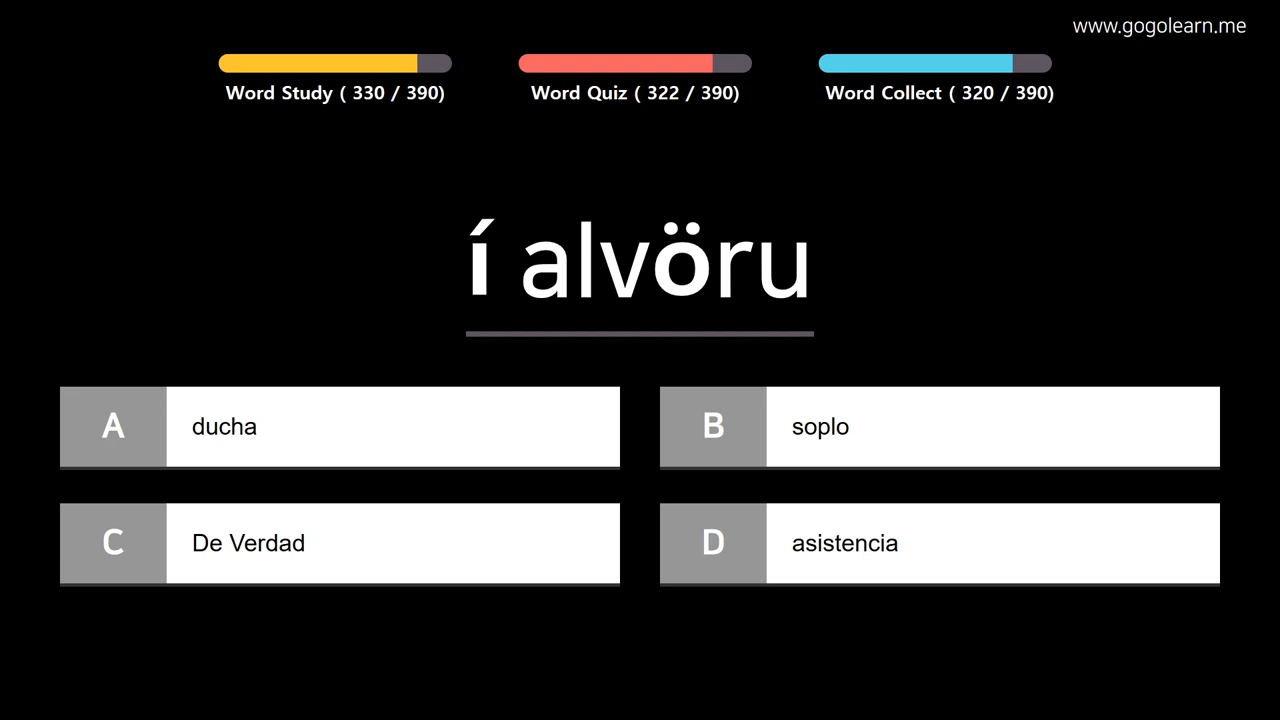 www.gogolearn.me
Word Study ( 330 / 390)
Word Quiz ( 322 / 390)
Word Collect ( 320 / 390)
í alvöru
A ducha
B soplo
C De Verdad
D asistencia